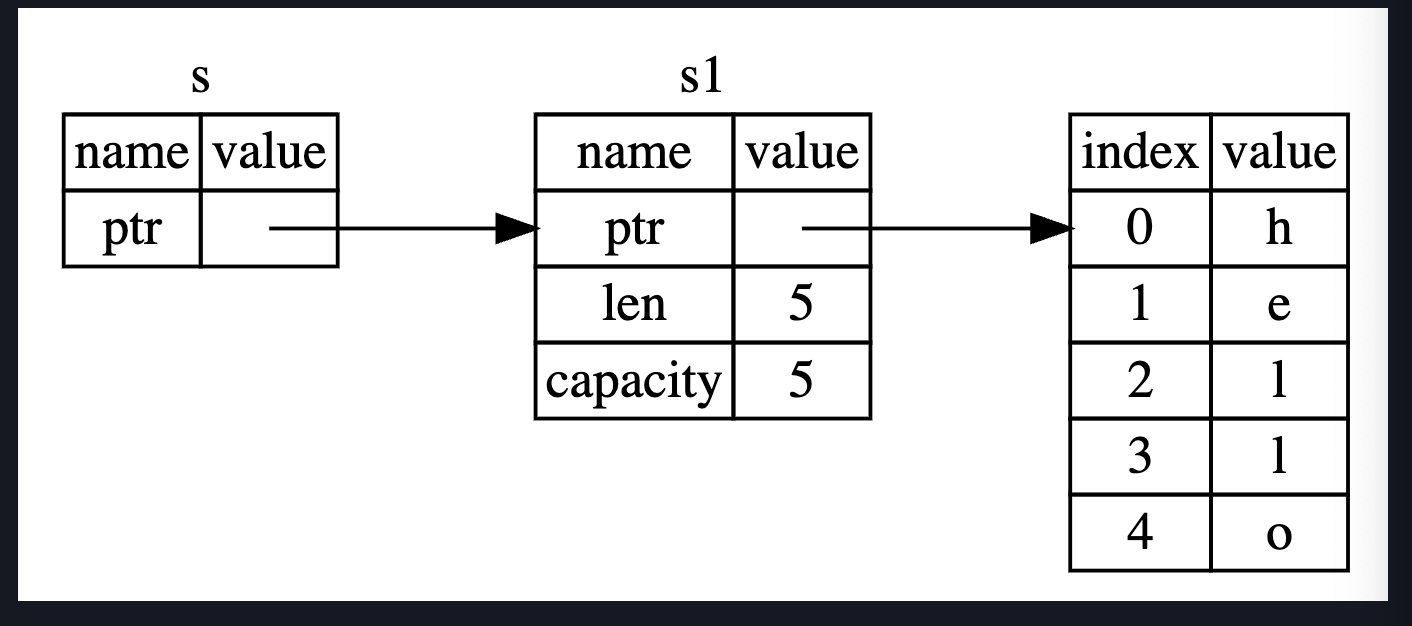 s
name value
ptr
s1
name value
ptr
len 5
capacity 5
index value
0 h
1 e
2 l
3 l
4 o